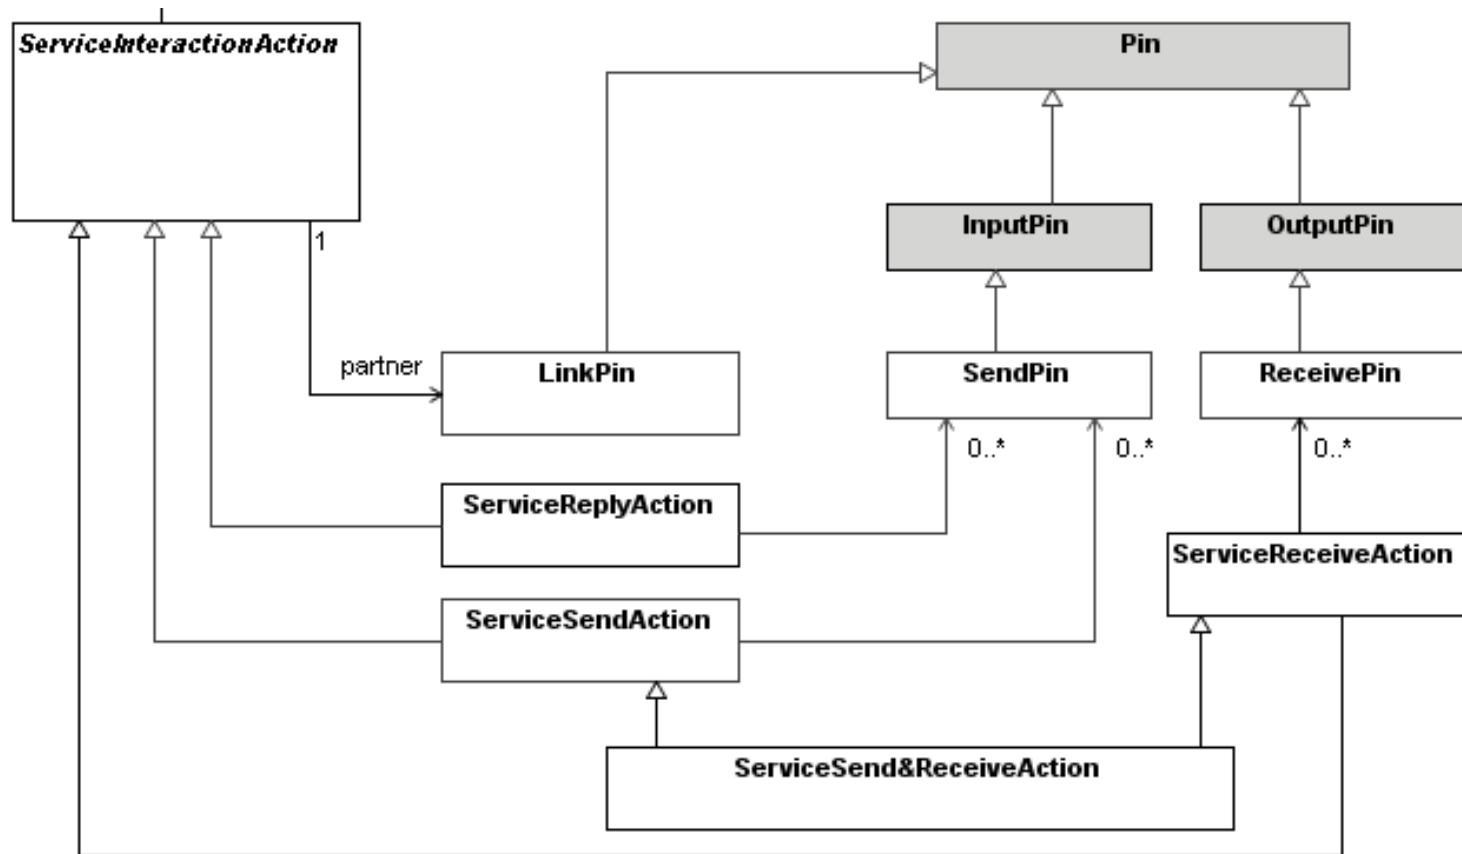 ServiceInteractionAction
Pin
InputPin
OutputPin
1
partner
LinkPin
SendPin
ReceivePin
0..*
0..*
0..*
ServiceReplyAction
ServiceReceiveAction
ServiceSendAction
ServiceSend&ReceiveAction